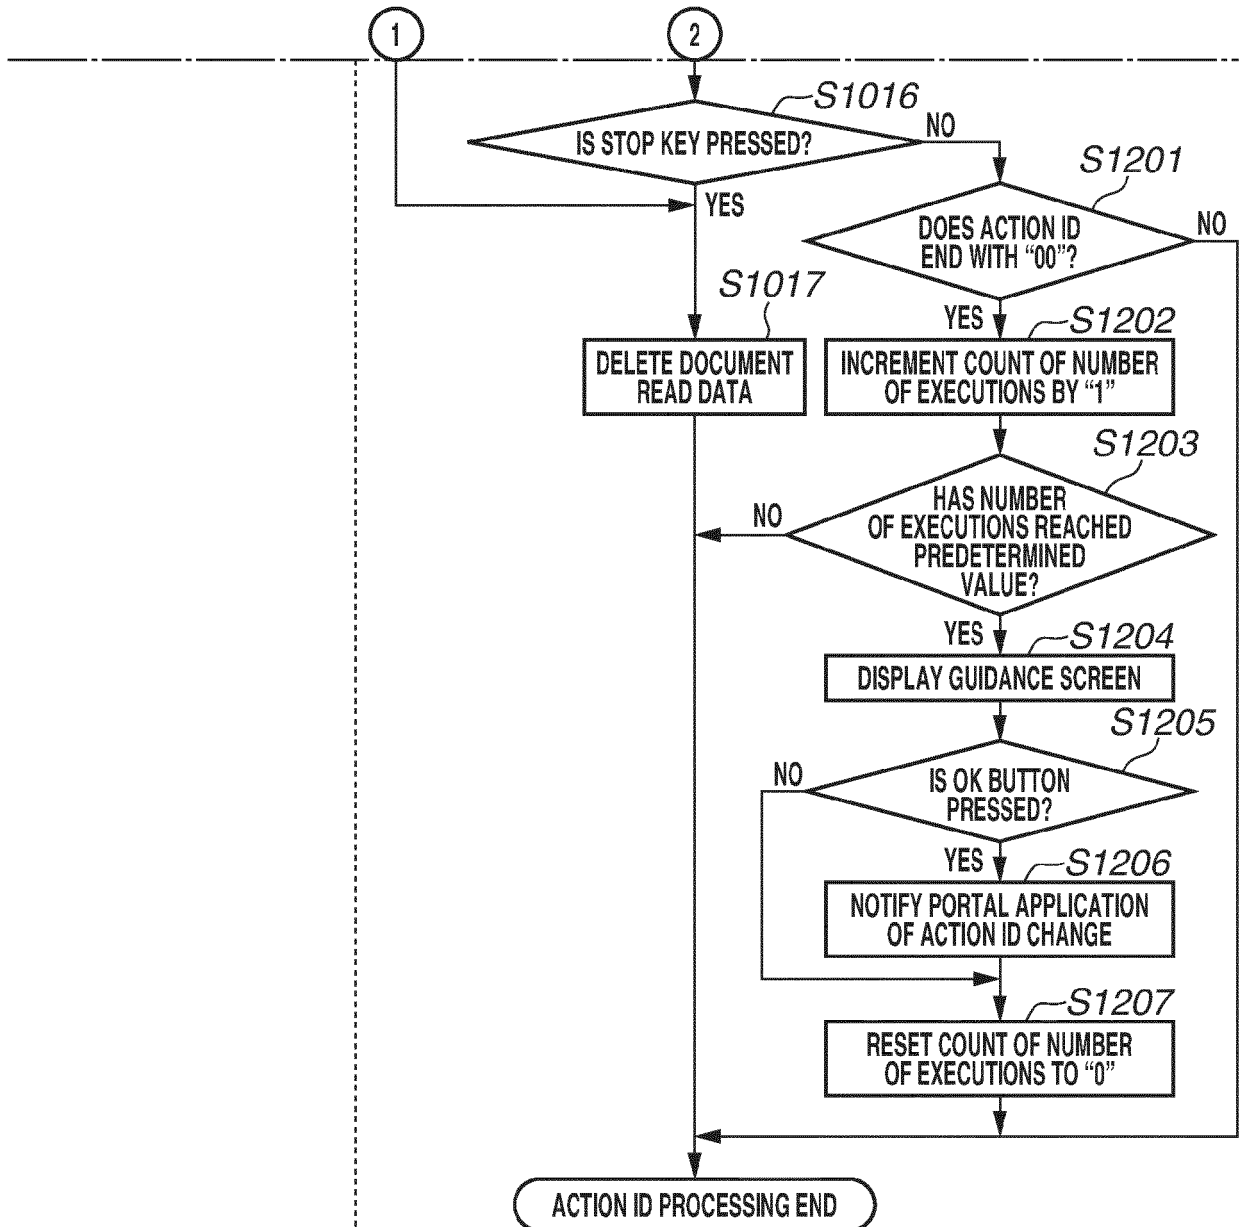 1
2
S1016
IS STOP KEY PRESSED?
NO
YES
S1201
DOES ACTION ID
END WITH “00”?
NO
YES
S1017
DELETE DOCUMENT
READ DATA
S1202
INCREMENT COUNT OF NUMBER
OF EXECUTIONS BY “1”
S1203
HAS NUMBER
OF EXECUTIONS REACHED
PREDETERMINED
VALUE?
NO
YES
S1204
DISPLAY GUIDANCE SCREEN
S1205
IS OK BUTTON
PRESSED?
NO
YES
S1206
NOTIFY PORTAL APPLICATION
OF ACTION ID CHANGE
S1207
RESET COUNT OF NUMBER
OF EXECUTIONS TO “0”
ACTION ID PROCESSING END